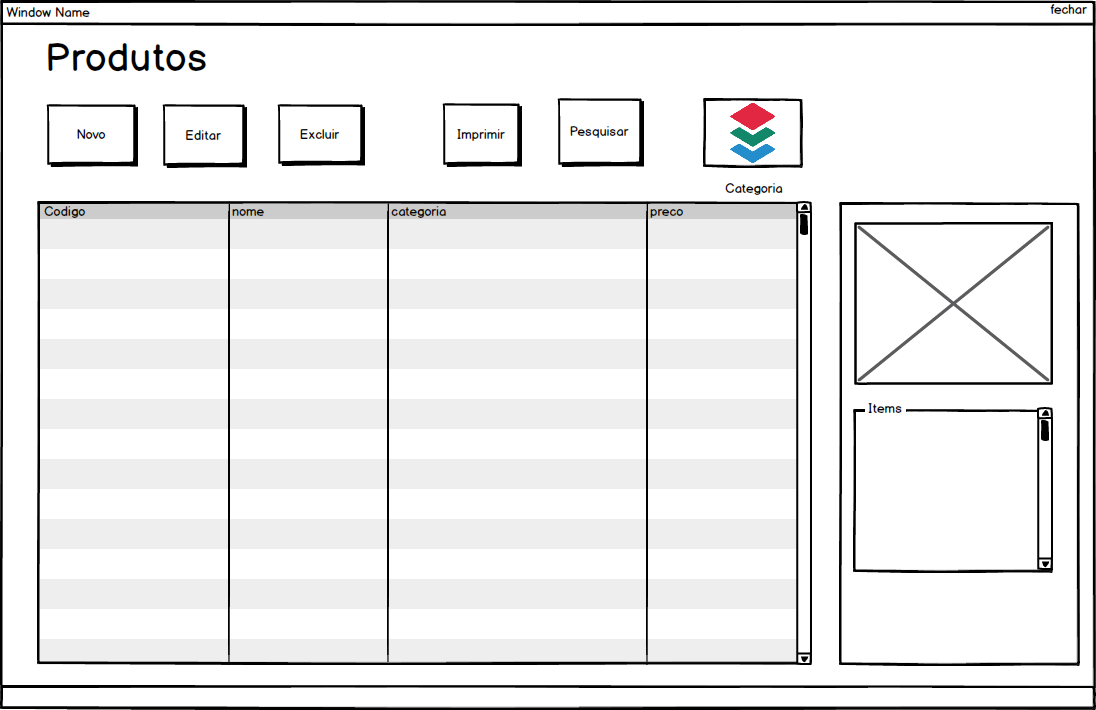 Window Name
fechar
Produtos
Novo
Editar
Excluir
Imprimir
Pesquisar
Categoria
Codigo
nome
categoria
preco
Items